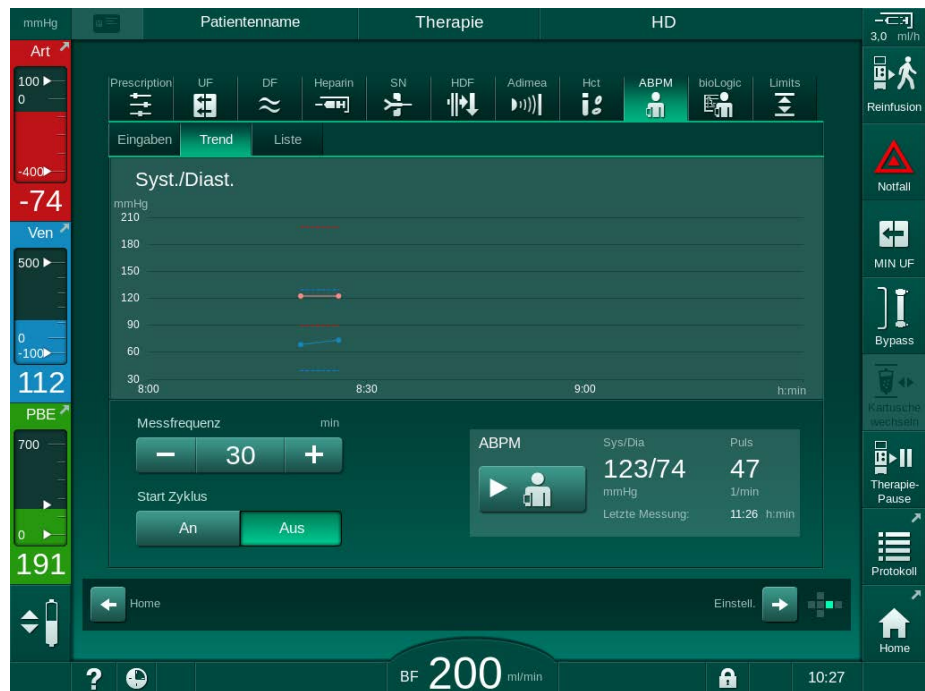 mmHg
Patientenname
Therapie
HD
3,0 ml/h
Art
100
0
-400
-74
Ven
500
0
-100
112
PBE
700
0
191
Prescription
UF
DF
Heparin
SN
HDF
Adimea
Hct
ABPM
bioLogic
Limits
Eingaben
Trend
Liste
Syst./Diast.
mmHg
210
180
150
120
90
60
30
8:00
8:30
9:00
h:min
Messfrequenz
min
30
Start Zyklus
An
Aus
ABPM
Sys/Dia
Puls
123/74
47
mmHg
1/min
Letzte Messung:
11:26 h:min
Home
Einstell.
Reinfusion
Notfall
MIN UF
Bypass
Kartusche
wechseln
Therapie-
Pause
Protokoll
Home
?
BF 200 ml/min
10:27